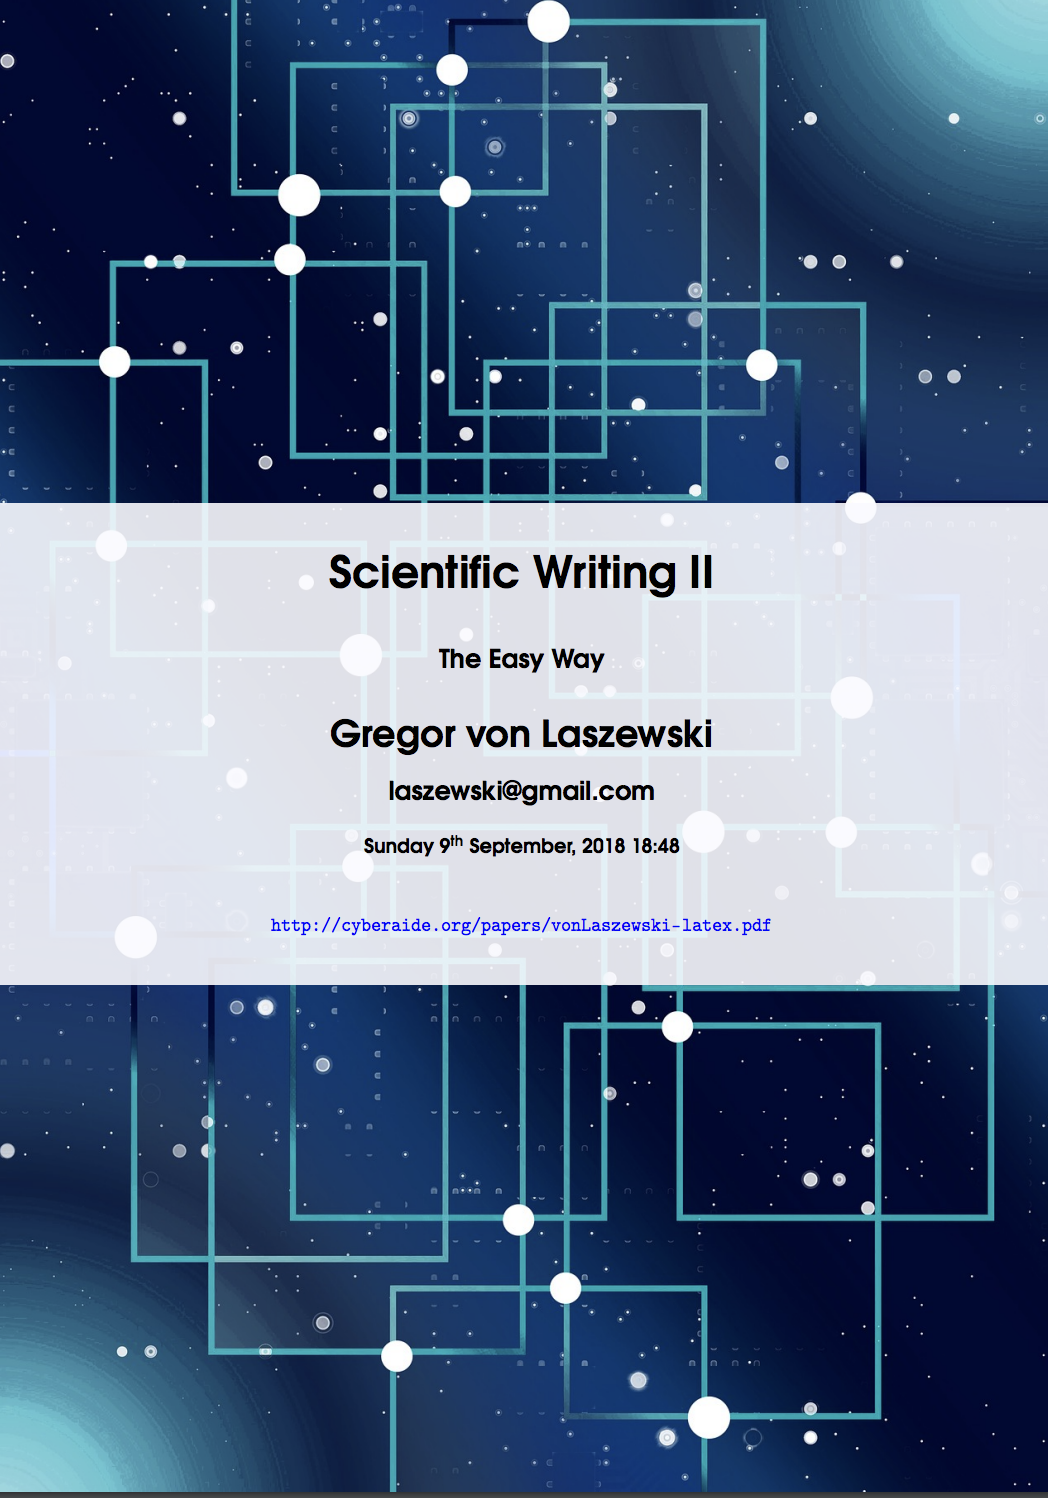 Scientific Writing II
The Easy Way
Gregor von Laszewski
laszewski@gmail.com
Sunday 9th September, 2018 18:48
http://cyberaide.org/papers/vonLaszewski-latex.pdf